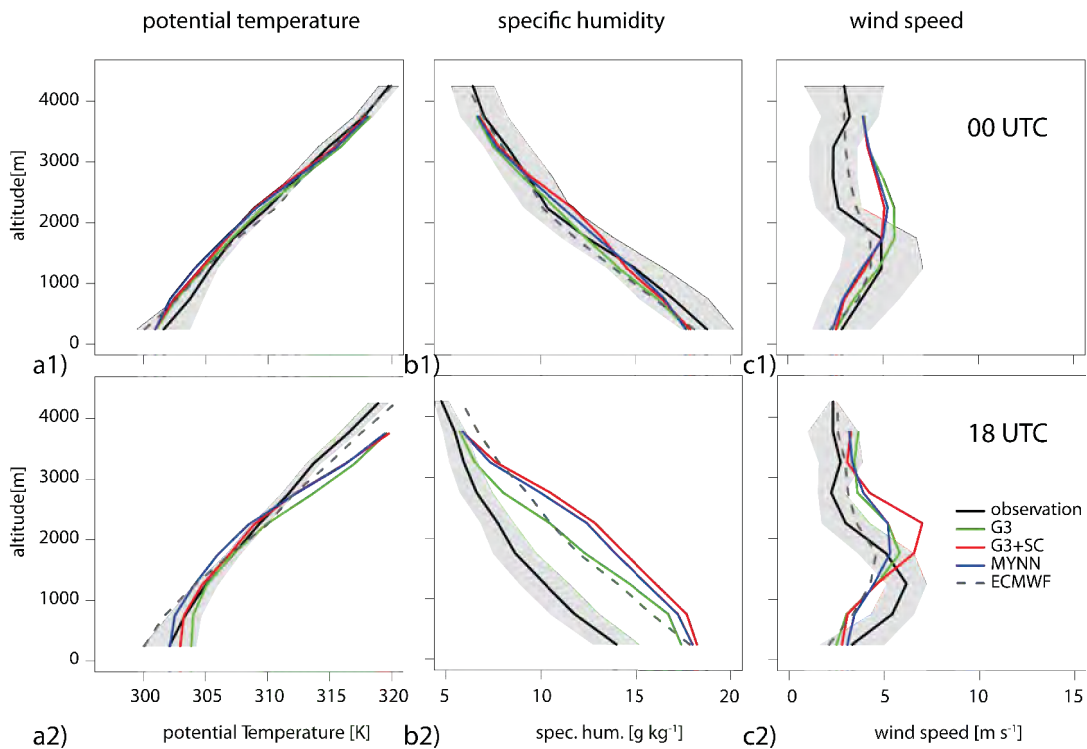 potential temperature specific humidity wind speed
4000
3000
2000
1000
0
altitude[m]
00 UTC
a1) b1) c1)
4000
3000
2000
1000
0
altitude[m]
18 UTC
observation
G3
G3+SC
MYNN
ECMWF
300 305 310 315 320 5 10 15 20 0 5 10 15
a2) potential Temperature [K] b2) spec. hum. [g kg⁻¹] c2) wind speed [m s⁻¹]